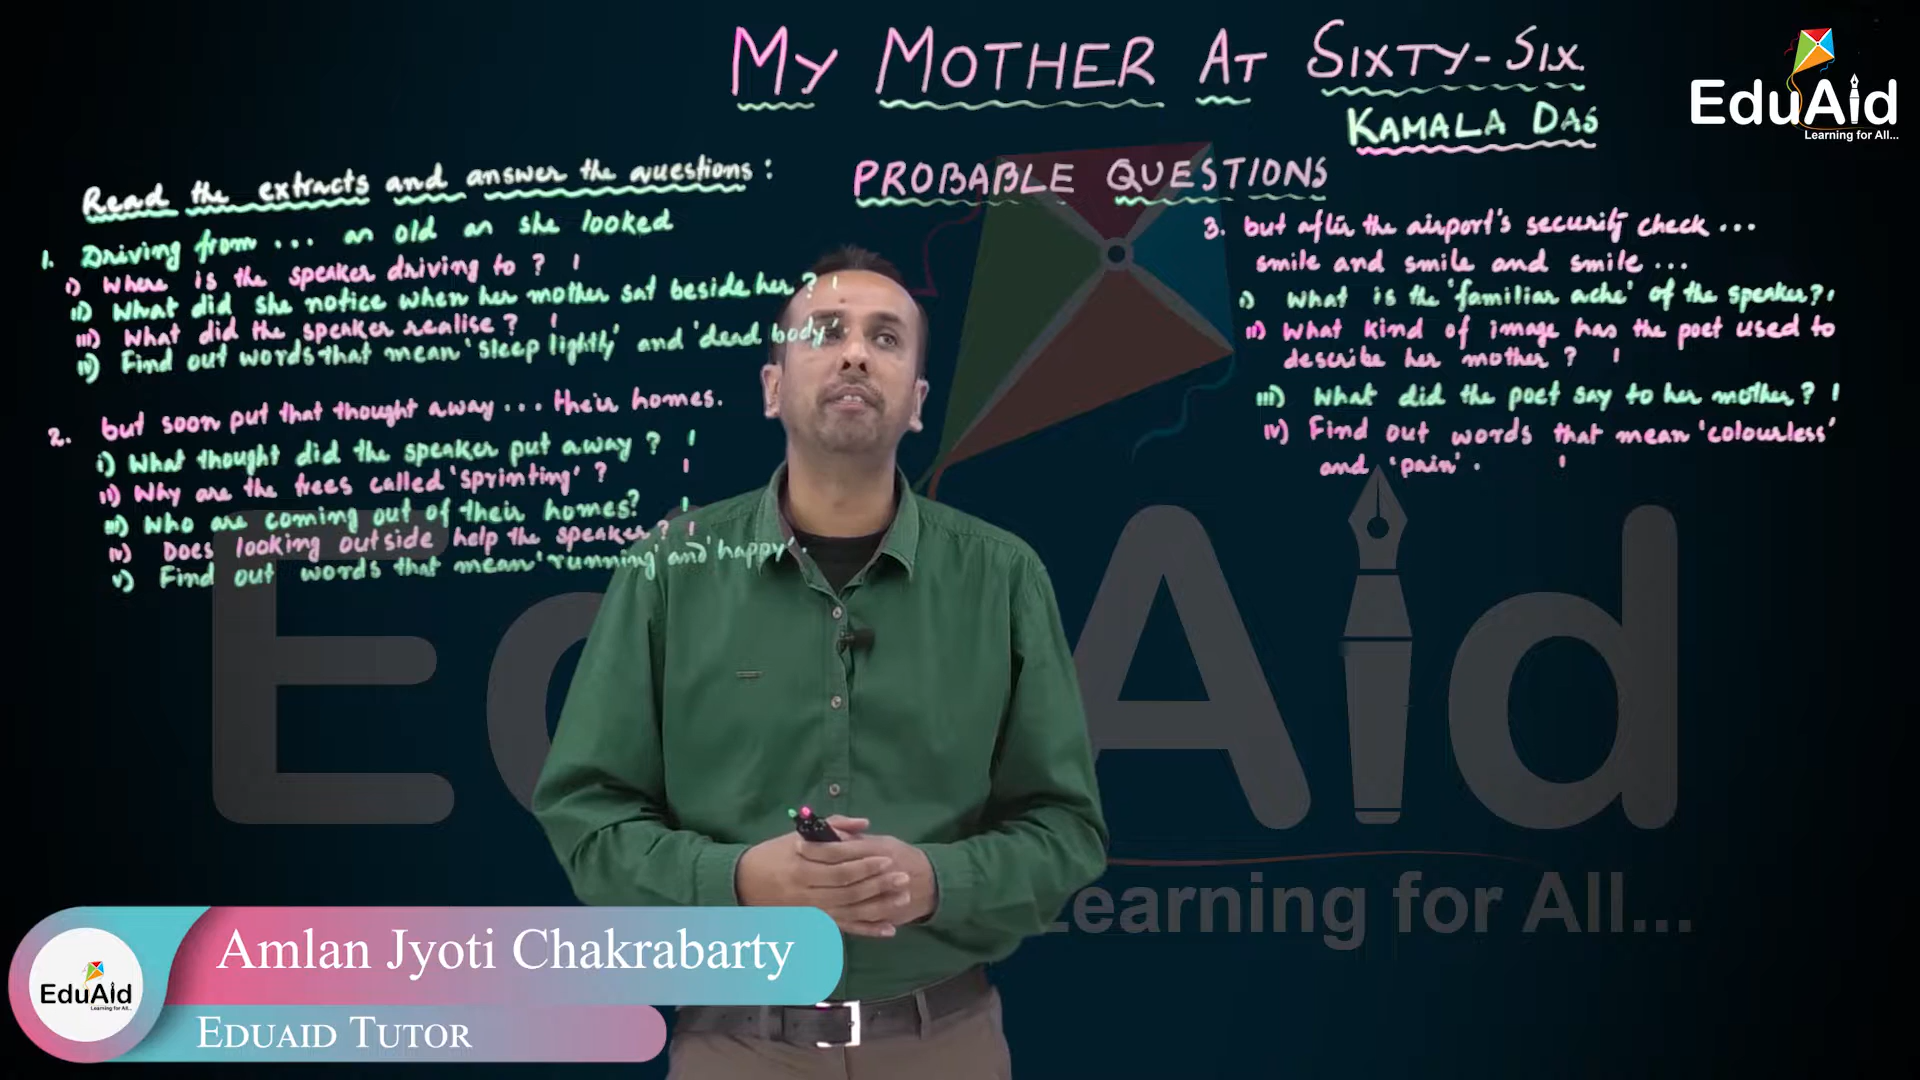 MY MOTHER AT SIXTY-SIX
KAMALA DAS
EduAid
Learning for All...
PROBABLE QUESTIONS
Read the extracts and answer the questions:
1. Driving from ... an old an she looked
i) Where is the speaker driving to? 1
ii) What did she notice when her mother sat beside her? 1
iii) What did the speaker realise? 1
iv) Find out words that mean 'sleep lightly' and 'dead body'
2. but soon put that thought away ... their homes.
i) What thought did the speaker put away? 1
ii) Why are the trees called 'sprinting'? 1
iii) Who are coming out of their homes? 1
iv) Does looking outside help the speaker? 1
v) Find out words that mean 'running' and 'happy'.
3. but after the airport's security check ...
smile and smile and smile ...
i) What is the 'familiar ache' of the speaker? 1
ii) What kind of image has the poet used to
describe her mother? 1
iii) What did the poet say to her mother? 1
iv) Find out words that mean 'colourless'
and 'pain'. 1
EduAid
Learning for All...
Amlan Jyoti Chakrabarty
EDUAID TUTOR
EduAid
Learning for All...